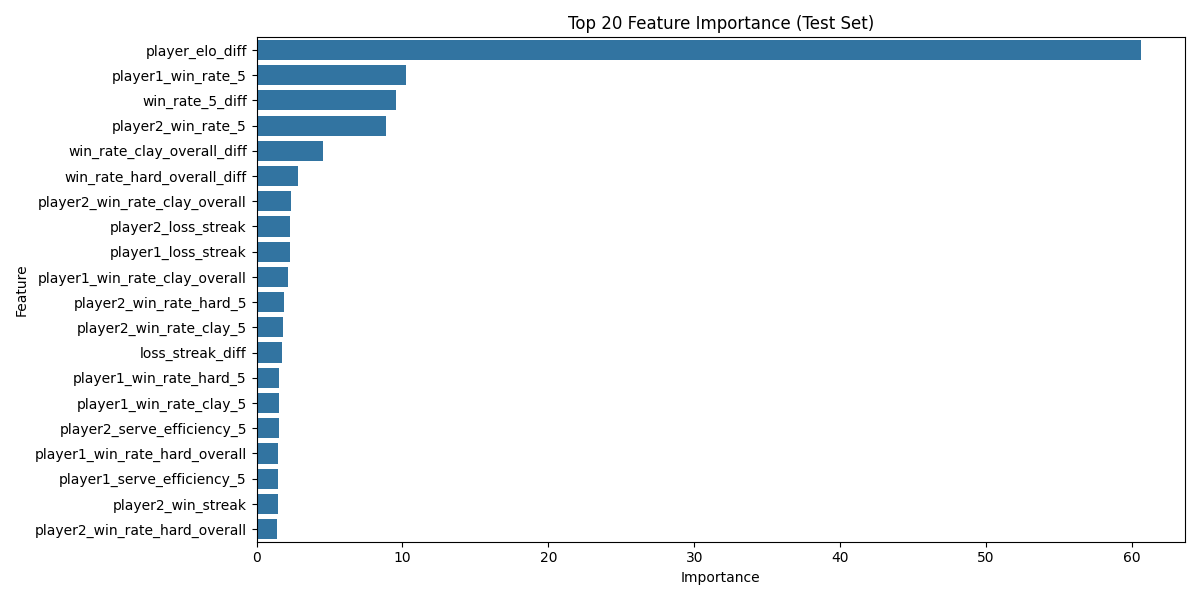 Top 20 Feature Importance (Test Set)
Feature
player_elo_diff
player1_win_rate_5
win_rate_5_diff
player2_win_rate_5
win_rate_clay_overall_diff
win_rate_hard_overall_diff
player2_win_rate_clay_overall
player2_loss_streak
player1_loss_streak
player1_win_rate_clay_overall
player2_win_rate_hard_5
player2_win_rate_clay_5
loss_streak_diff
player1_win_rate_hard_5
player1_win_rate_clay_5
player2_serve_efficiency_5
player1_win_rate_hard_overall
player1_serve_efficiency_5
player2_win_streak
player2_win_rate_hard_overall
0 10 20 30 40 50 60
Importance